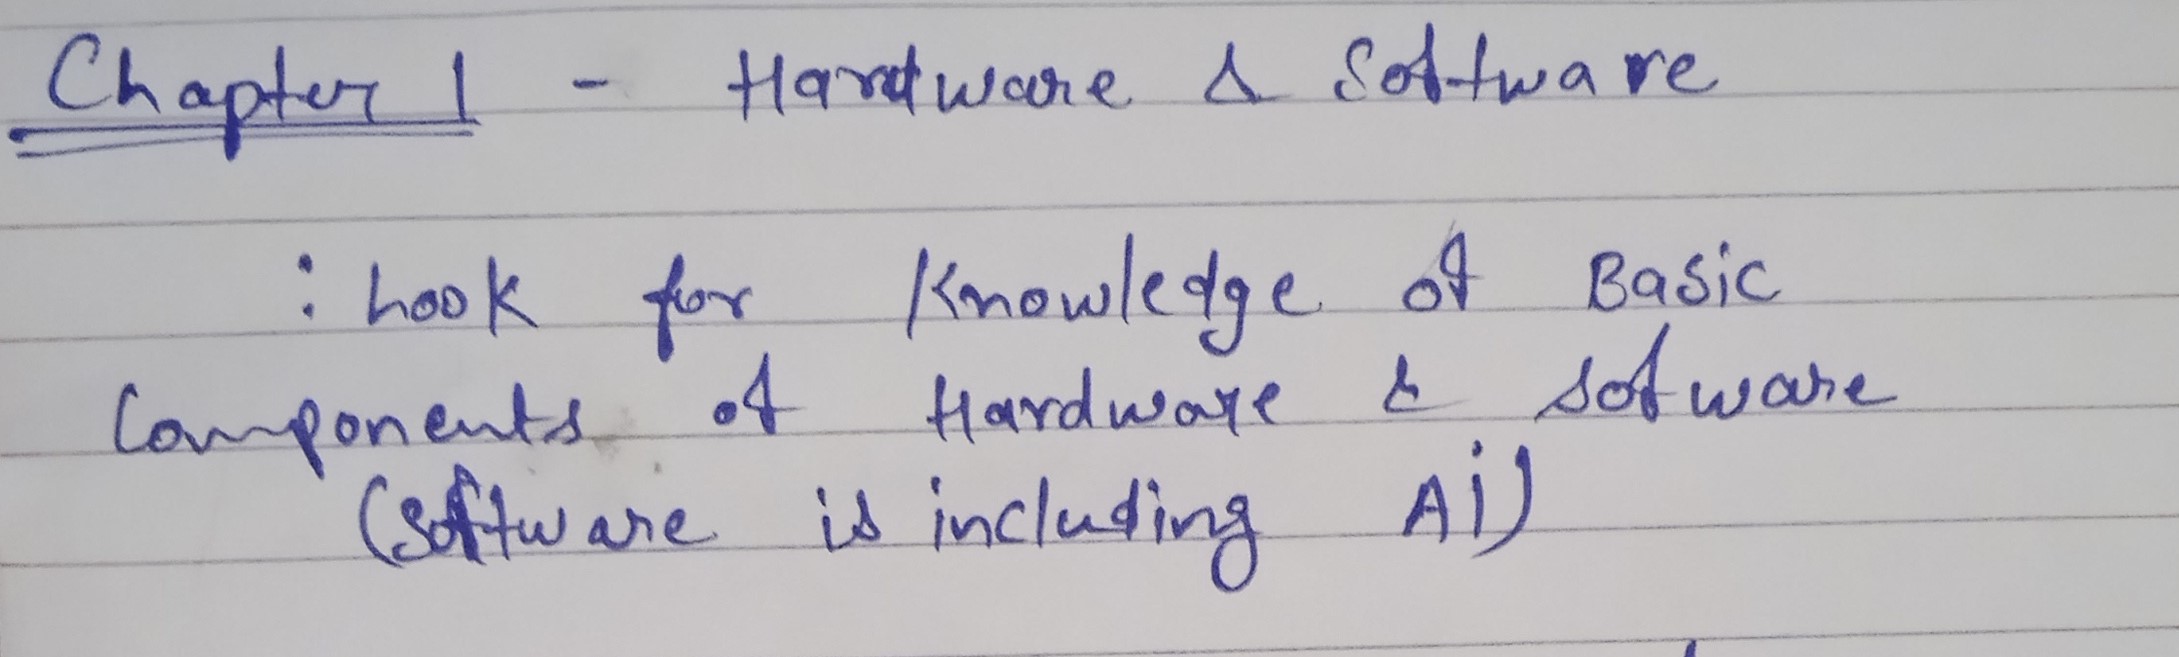 Chapter 1 - Hardware & Software
: Look for Knowledge of Basic
Components of Hardware & sofware
(Software is including Ai)